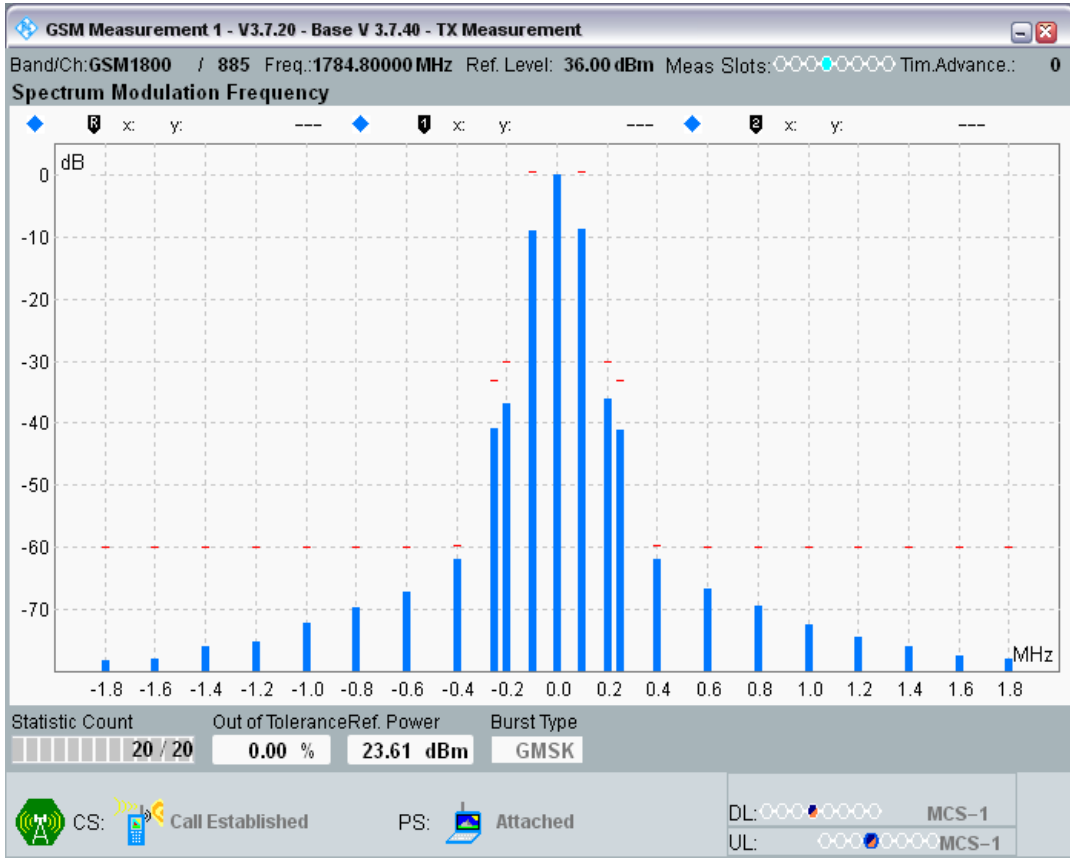 GSM Measurement 1 - V3.7.20 - Base V 3.7.40 - TX Measurement
Band/Ch:GSM1800 / 885 Freq.:1784.80000 MHz Ref. Level: 36.00 dBm Meas Slots: Tim.Advance.: 0
Spectrum Modulation Frequency
R x: y: --- 1 x: y: --- 2 x: y: ---
dB
0
-10
-20
-30
-40
-50
-60
-70
MHz
-1.8 -1.6 -1.4 -1.2 -1.0 -0.8 -0.6 -0.4 -0.2 0.0 0.2 0.4 0.6 0.8 1.0 1.2 1.4 1.6 1.8
Statistic Count Out of Tolerance Ref. Power Burst Type
20 / 20 0.00 % 23.61 dBm GMSK
CS: Call Established PS: Attached
DL: MCS-1
UL: MCS-1